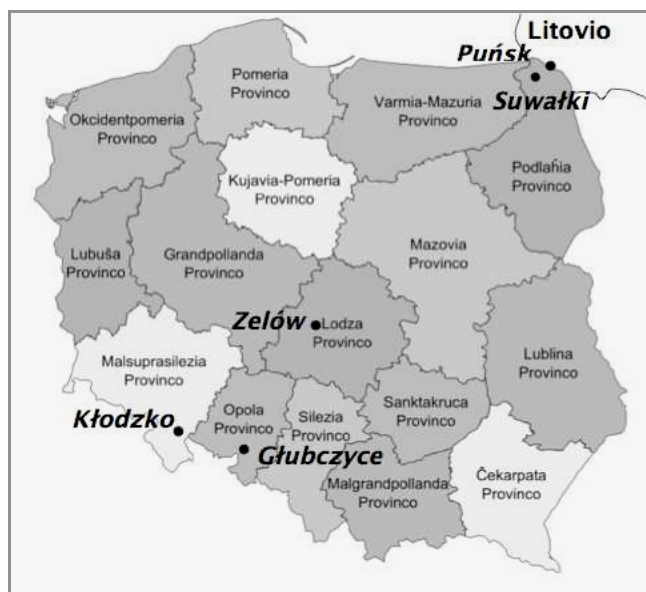 Litovio
Puńsk
Suwałki
Pomeria
Provinco
Varmia-Mazuria
Provinco
Okcidentpomeria
Provinco
Podlaĥia
Provinco
Kujavia-Pomeria
Provinco
Mazovia
Provinco
Lubuŝa
Provinco
Grandpollanda
Provinco
Zelów
Lodza
Provinco
Lublina
Provinco
Malsuprasilezia
Provinco
Sanktakruca
Provinco
Opola
Provinco
Silezia
Provinco
Kłodzko
Głubczyce
Malgrandpollanda
Provinco
Ĉekarpata
Provinco